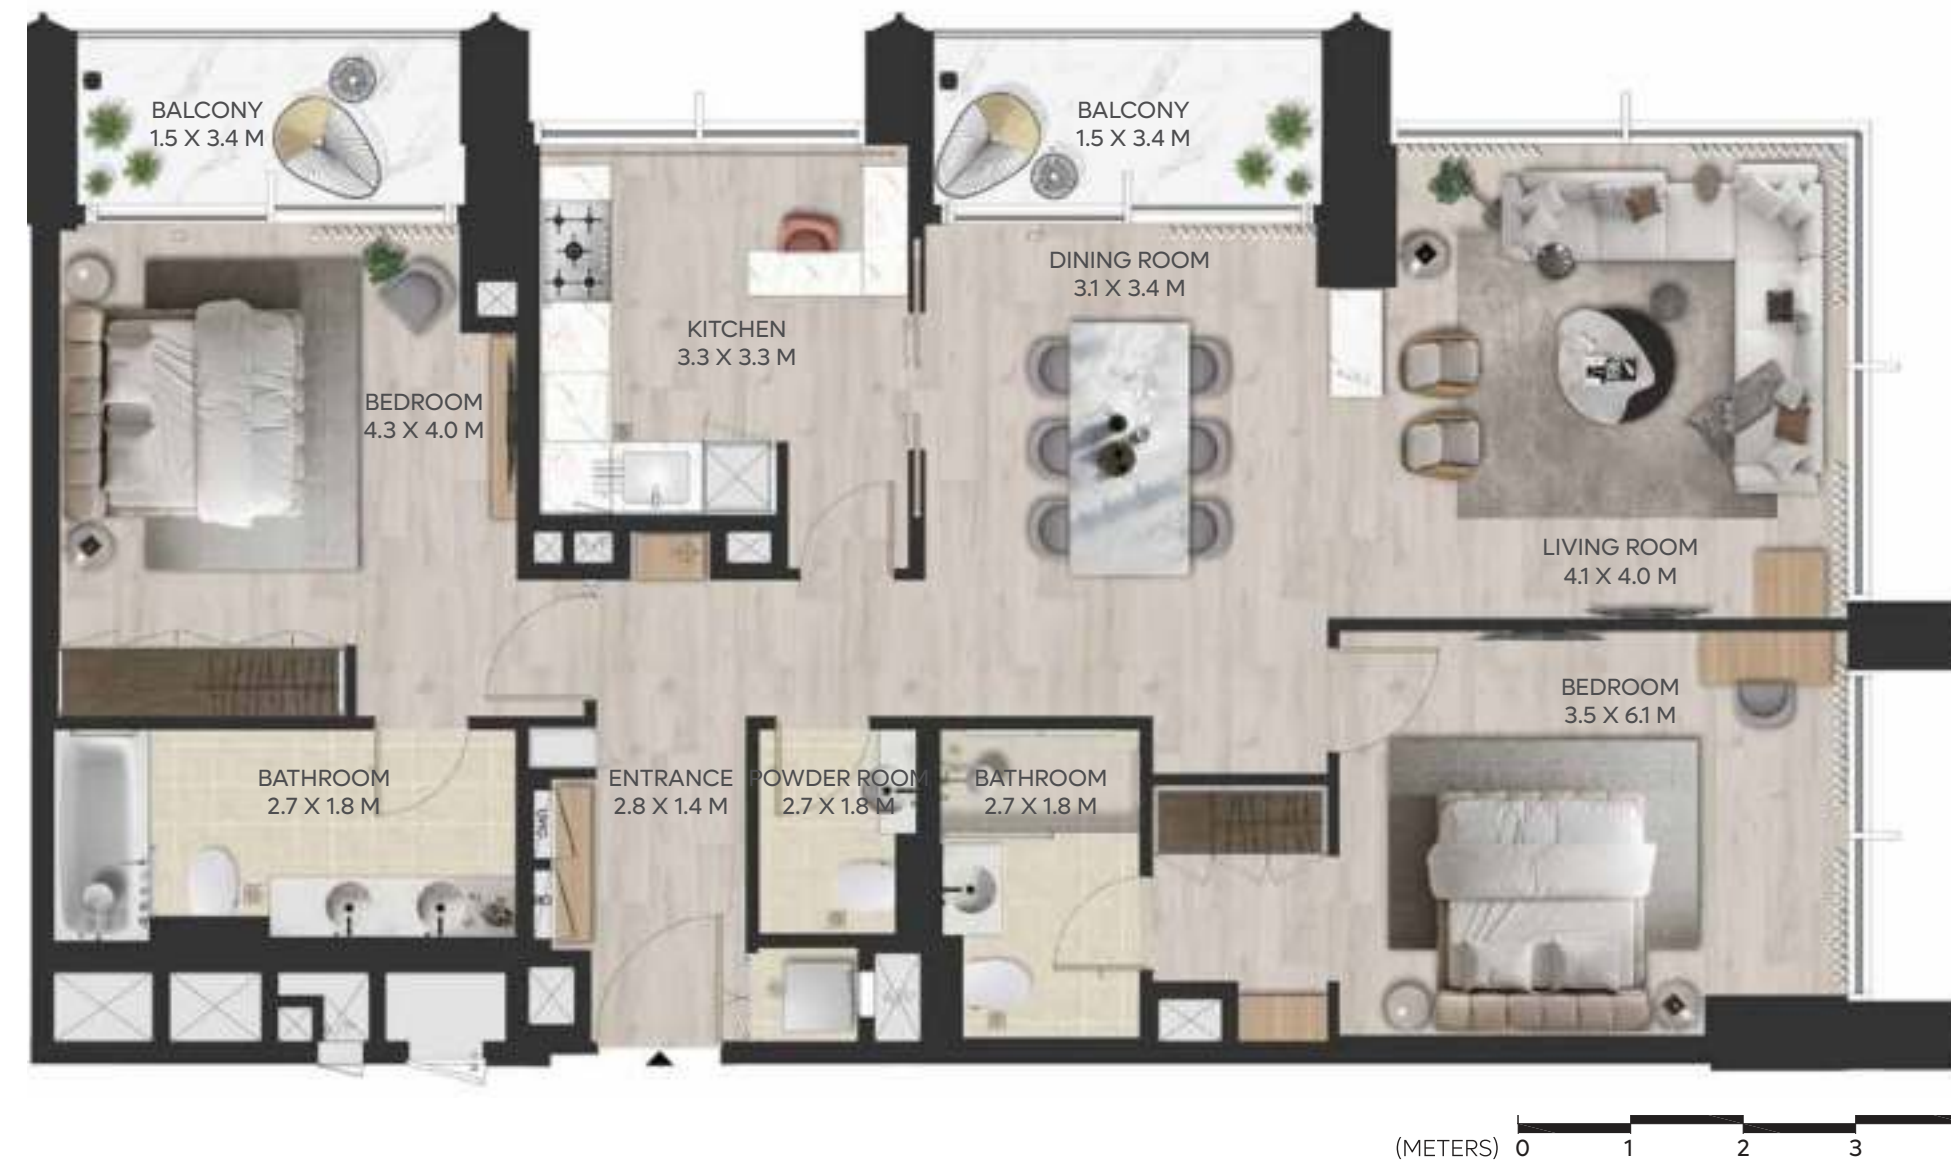 BALCONY
1.5 X 3.4 M
BALCONY
1.5 X 3.4 M
DINING ROOM
3.1 X 3.4 M
KITCHEN
3.3 X 3.3 M
BEDROOM
4.3 X 4.0 M
LIVING ROOM
4.1 X 4.0 M
BEDROOM
3.5 X 6.1 M
BATHROOM
2.7 X 1.8 M
ENTRANCE
2.8 X 1.4 M
POWDER ROOM
2.7 X 1.8 M
BATHROOM
2.7 X 1.8 M
(METERS) 0 1 2 3